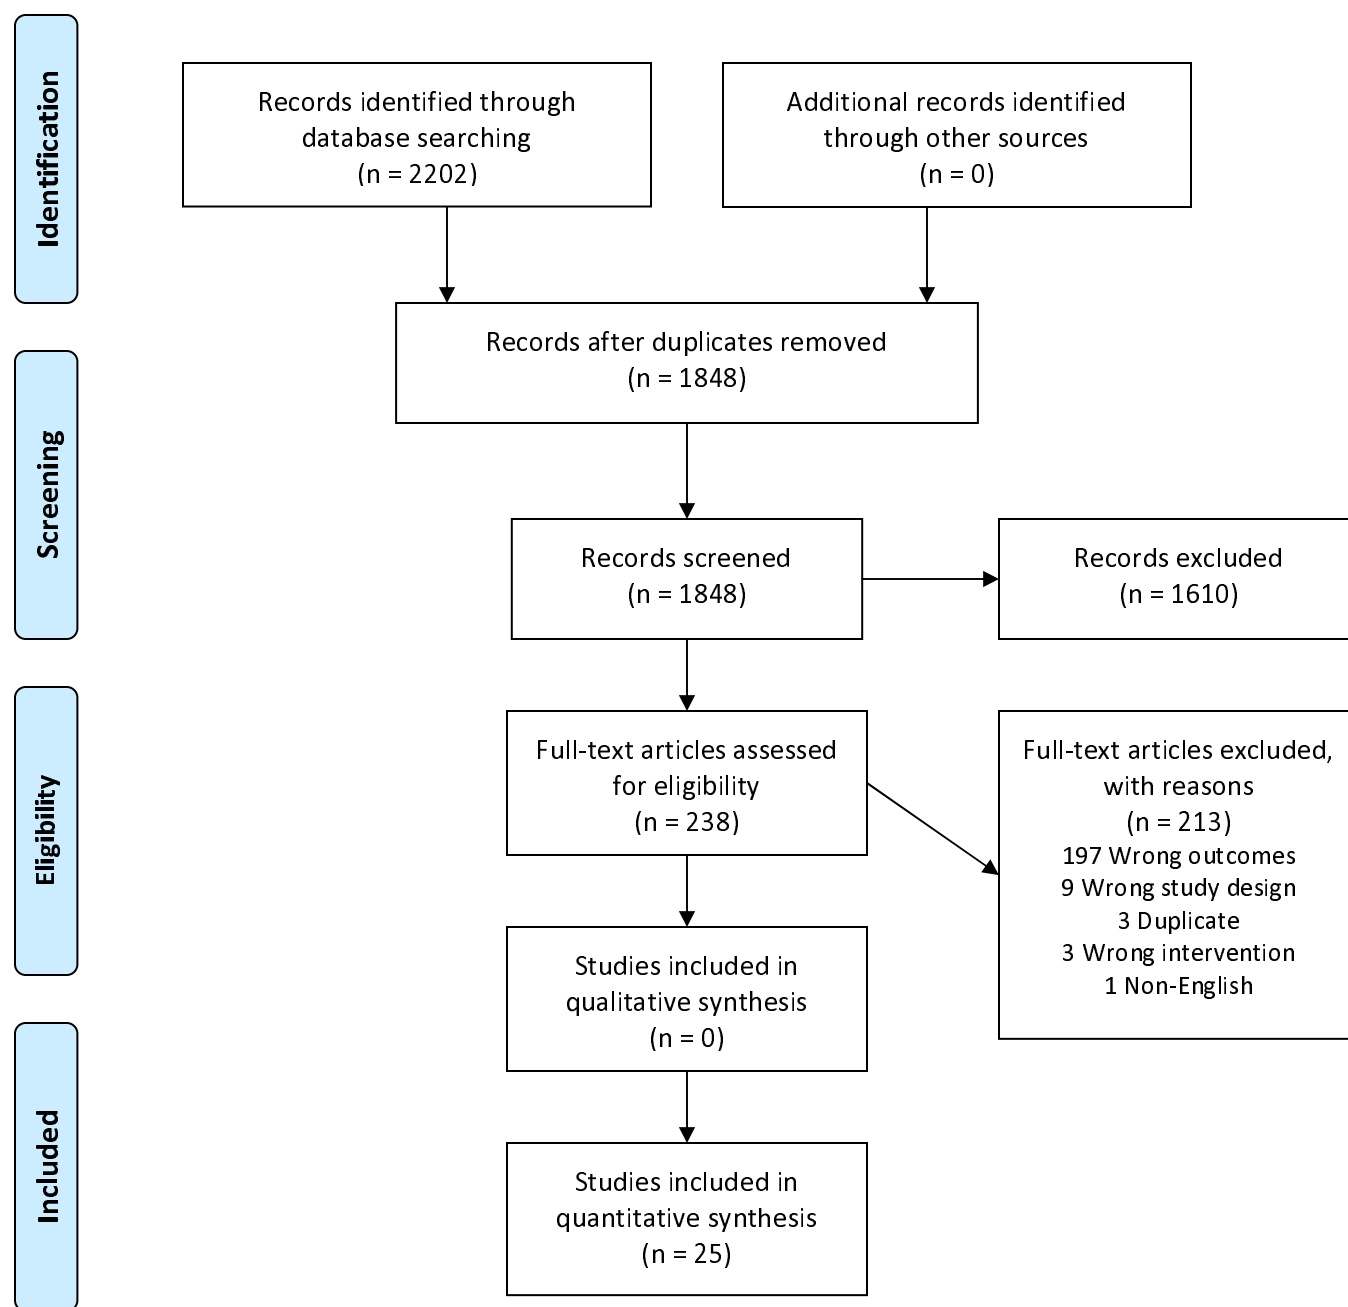 Identification
Records identified through
database searching
(n = 2202)
Additional records identified
through other sources
(n = 0)
Records after duplicates removed
(n = 1848)
Screening
Records screened
(n = 1848)
Records excluded
(n = 1610)
Eligibility
Full-text articles assessed
for eligibility
(n = 238)
Full-text articles excluded,
with reasons
(n = 213)
197 Wrong outcomes
9 Wrong study design
3 Duplicate
3 Wrong intervention
1 Non-English
Studies included in
qualitative synthesis
(n = 0)
Included
Studies included in
quantitative synthesis
(n = 25)